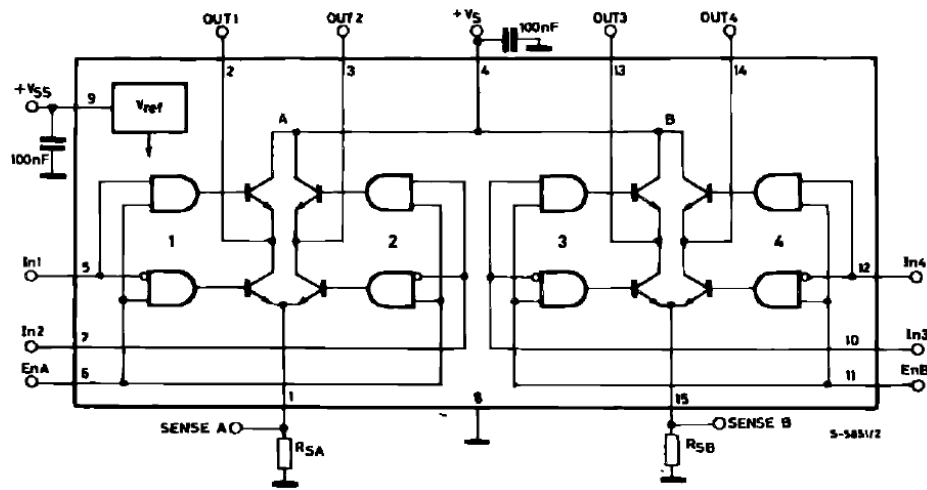 OUT1 OUT2 +VS 100nF OUT3 OUT4
2 3 4 13 14
+VSS 9 Vref A B
100nF
1 2 3 4
In1 5 12 In4
In2 7 10 In3
EnA 6 11 EnB
1 8 15
SENSE A SENSE B S-5851/2
RSA RSB